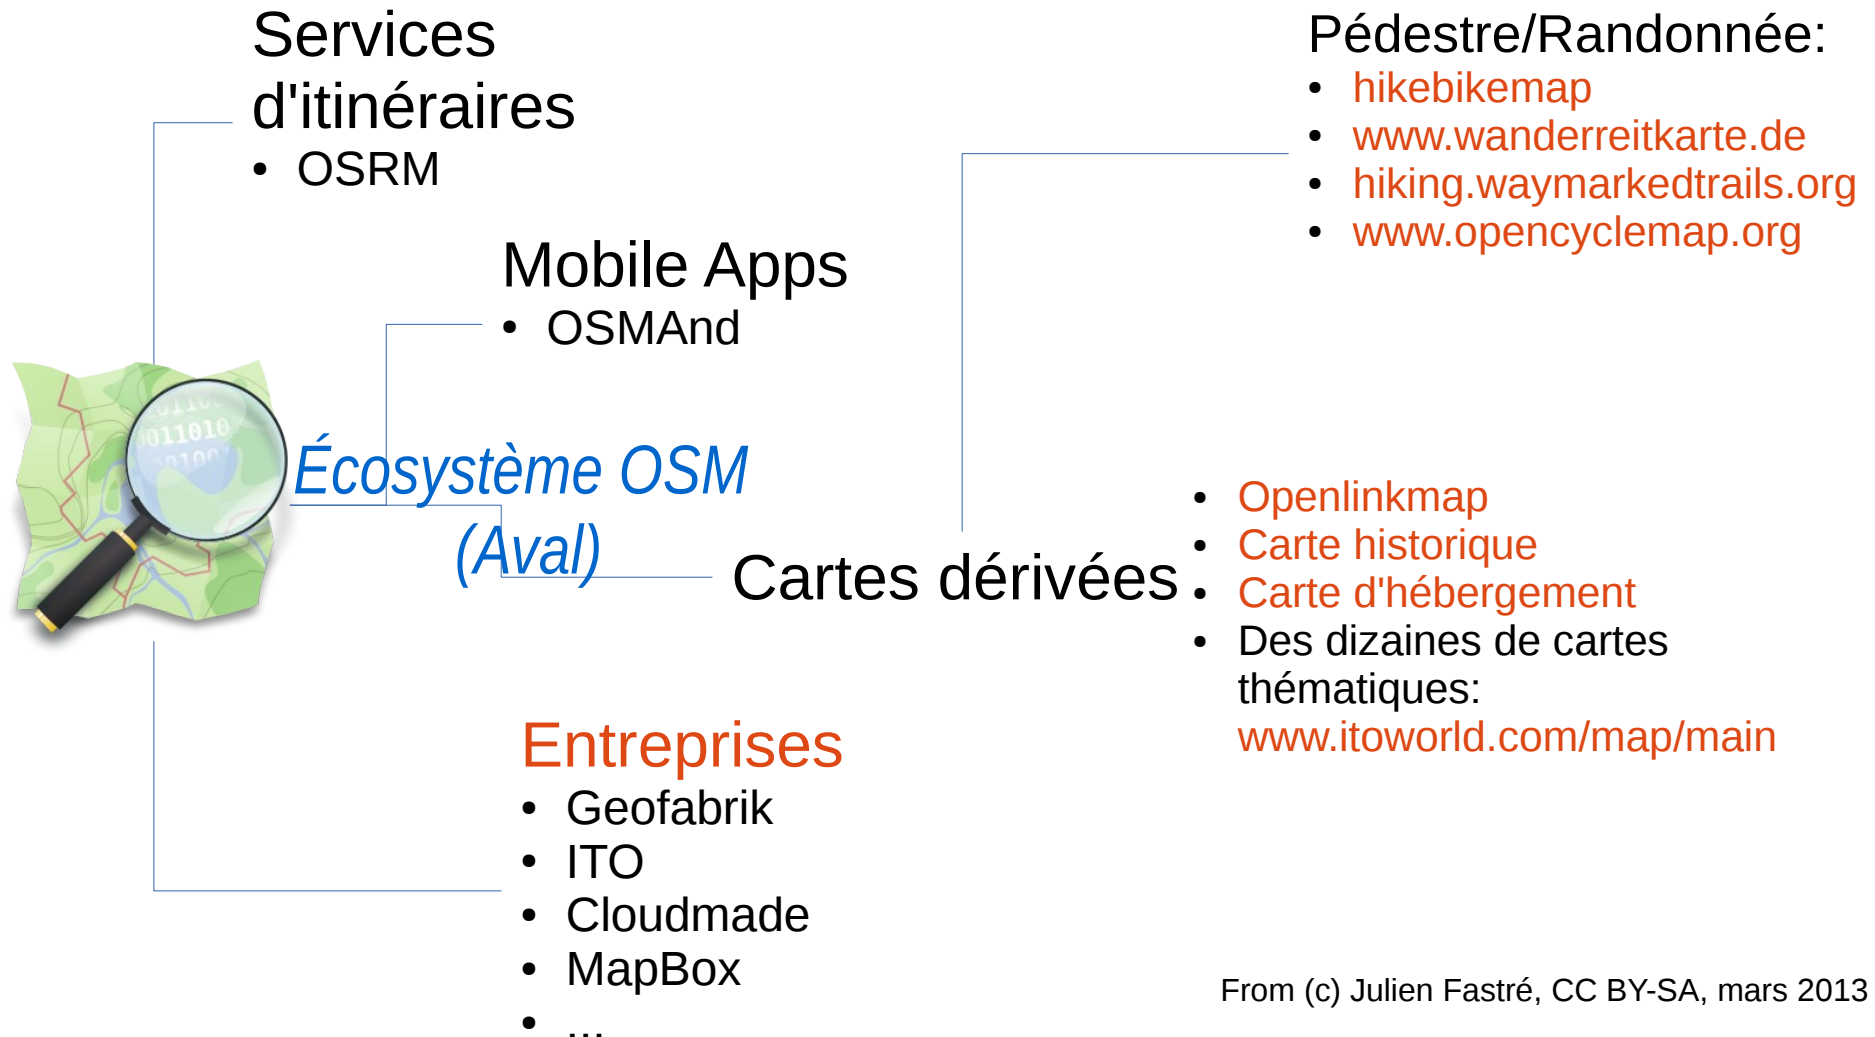 Services
d'itinéraires
• OSRM
Mobile Apps
• OSMAnd
Écosystème OSM
(Aval)
Cartes dérivées
Pédestre/Randonnée:
• hikebikemap
• www.wanderreitkarte.de
• hiking.waymarkedtrails.org
• www.opencyclemap.org
• Openlinkmap
• Carte historique
• Carte d'hébergement
• Des dizaines de cartes
thématiques:
www.itoworld.com/map/main
Entreprises
• Geofabrik
• ITO
• Cloudmade
• MapBox
• ...
From (c) Julien Fastré, CC BY-SA, mars 2013